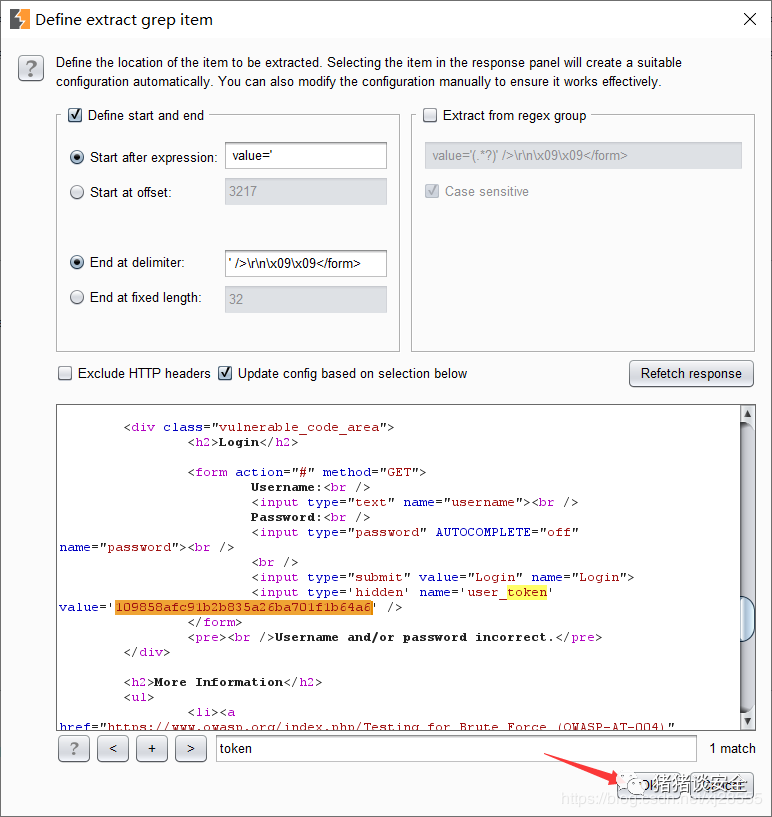 Define extract grep item
Define the location of the item to be extracted. Selecting the item in the response panel will create a suitable
configuration automatically. You can also modify the configuration manually to ensure it works effectively.
?
Define start and end
Start after expression:
value='
Start at offset:
3217
End at delimiter:
' />\r\n\x09\x09</form>
End at fixed length:
32
Extract from regex group
value='(.*?)' />\r\n\x09\x09</form>
Case sensitive
Exclude HTTP headers
Update config based on selection below
Refetch response
<div class="vulnerable_code_area">
<h2>Login</h2>
<form action="#" method="GET">
Username:<br />
<input type="text" name="username"><br />
Password:<br />
<input type="password" AUTOCOMPLETE="off"
name="password"><br />
<br />
<input type="submit" value="Login" name="Login">
<input type='hidden' name='user_token'
value='109858afc91b2b835a26ba701f1b64a6' />
</form>
<pre><br />Username and/or password incorrect.</pre>
</div>
<h2>More Information</h2>
<ul>
<li><a
href="https://www.owasp.org/index.php/Testing_for_Brute_Force_(OWASP-AT-004)"
? < + > token 1 match
猪猪谈安全